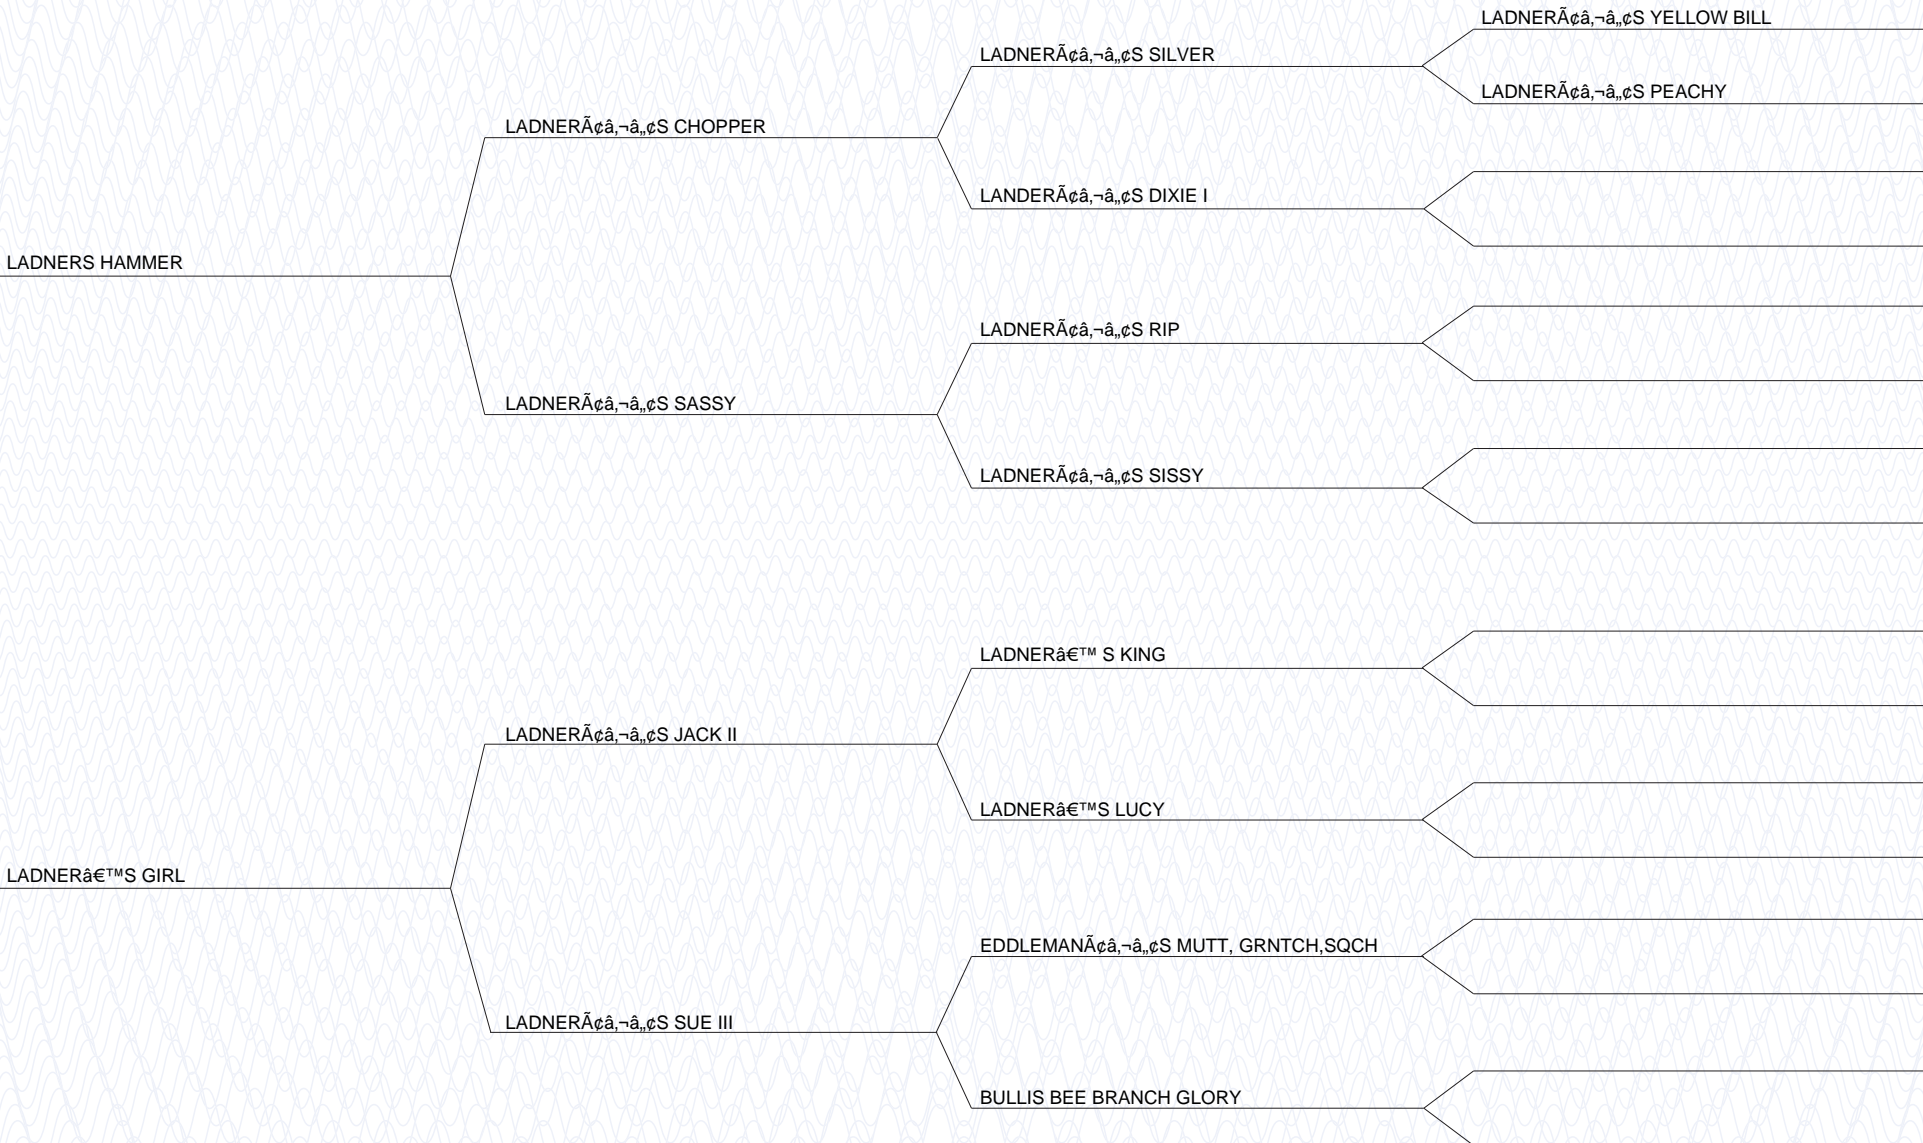 LADNERÃ¢â‚¬â„¢S YELLOW BILL
LADNERÃ¢â‚¬â„¢S SILVER
LADNERÃ¢â‚¬â„¢S PEACHY
LADNERÃ¢â‚¬â„¢S CHOPPER
LANDERÃ¢â‚¬â„¢S DIXIE I
LADNERS HAMMER
LADNERÃ¢â‚¬â„¢S RIP
LADNERÃ¢â‚¬â„¢S SASSY
LADNERÃ¢â‚¬â„¢S SISSY
LADNERâ€™ S KING
LADNERÃ¢â‚¬â„¢S JACK II
LADNERâ€™S LUCY
LADNERâ€™S GIRL
EDDLEMANÃ¢â‚¬â„¢S MUTT, GRNTCH,SQCH
LADNERÃ¢â‚¬â„¢S SUE III
BULLIS BEE BRANCH GLORY